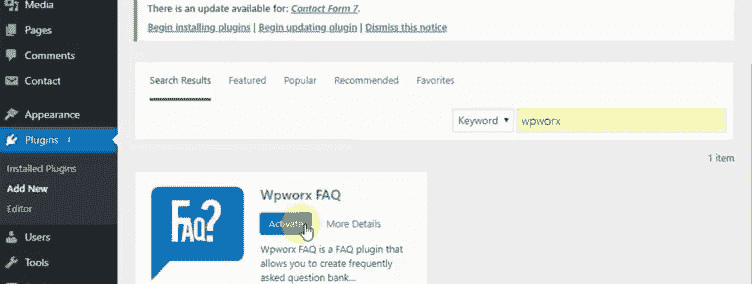 Media
Pages
Comments
Contact
Appearance
Plugins
Installed Plugins
Add New
Editor
Users
Tools
There is an update available for: Contact Form 7.
Begin installing plugins | Begin updating plugin | Dismiss this notice
Search Results Featured Popular Recommended Favorites
Keyword wpworx
1 item
FAQ?
Wpworx FAQ
Activate More Details
Wpworx FAQ is a FAQ plugin that
allows you to create frequently
asked question bank...